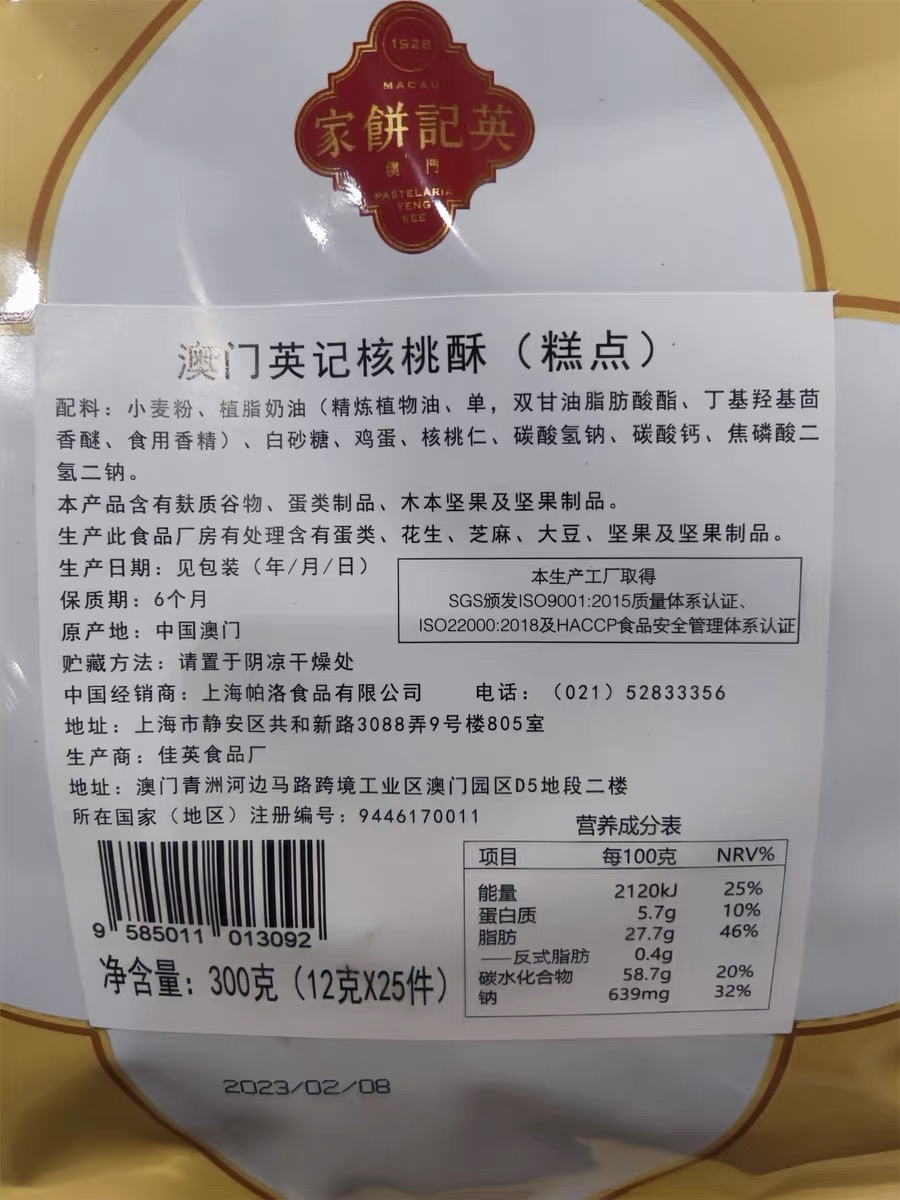 1928
MACAU
家餅記英
澳門
PASTELARIA
YENG
KEE
澳门英记核桃酥（糕点）
配料：小麦粉、植脂奶油（精炼植物油、单，双甘油脂肪酸酯、丁基羟基茴
香醚、食用香精）、白砂糖、鸡蛋、核桃仁、碳酸氢钠、碳酸钙、焦磷酸二
氢二钠。
本产品含有麸质谷物、蛋类制品、木本坚果及坚果制品。
生产此食品厂房有处理含有蛋类、花生、芝麻、大豆、坚果及坚果制品。
生产日期：见包装（年/月/日）
保质期：6个月
原产地：中国澳门
本生产工厂取得
SGS颁发ISO9001:2015质量体系认证、
ISO22000:2018及HACCP食品安全管理体系认证
贮藏方法：请置于阴凉干燥处
中国经销商：上海帕洛食品有限公司 电话：（021）52833356
地址：上海市静安区共和新路3088弄9号楼805室
生产商：佳英食品厂
地址：澳门青洲河边马路跨境工业区澳门园区D5地段二楼
所在国家（地区）注册编号：9446170011
营养成分表
项目 每100克 NRV%
能量 2120kJ 25%
蛋白质 5.7g 10%
脂肪 27.7g 46%
——反式脂肪 0.4g
碳水化合物 58.7g 20%
钠 639mg 32%
9 585011 013092
净含量：300克（12克X25件）
2023/02/08